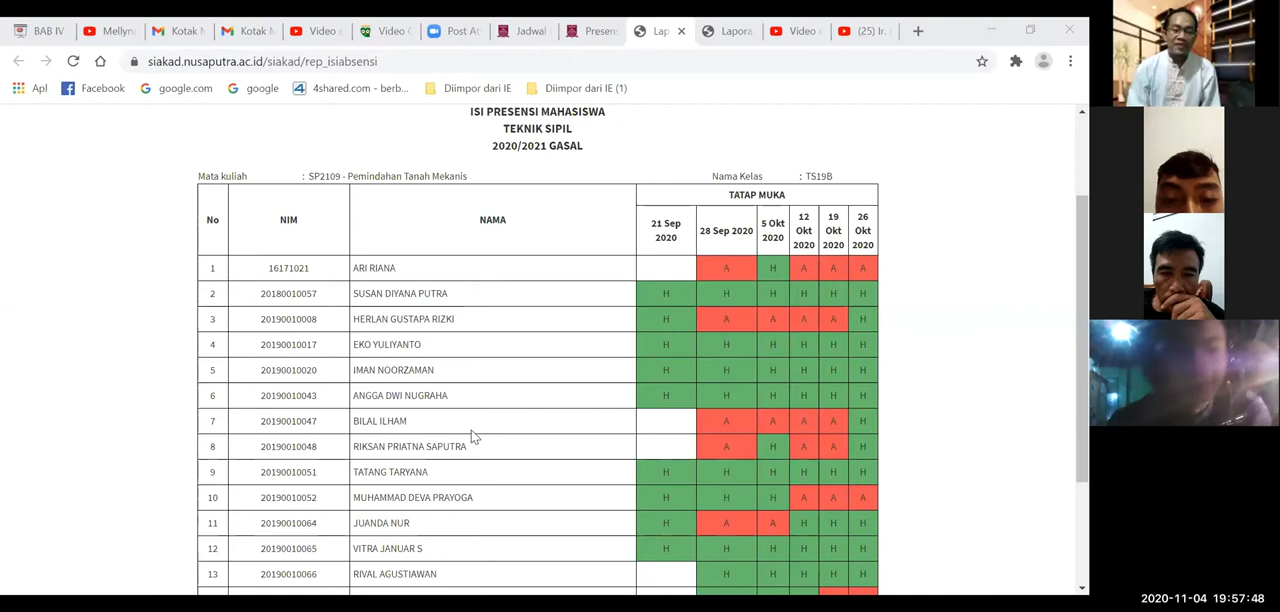 BAB IV Mellyn Kotak M Kotak M Video c Video C Post At Jadwal Presens Lap Lapora Video c (25) Ir. I
siakad.nusaputra.ac.id/siakad/rep_isiabsensi
Apl Facebook google.com google 4shared.com - berb... Diimpor dari IE Diimpor dari IE (1)
ISI PRESENSI MAHASISWA
TEKNIK SIPIL
2020/2021 GASAL
Mata kuliah : SP2109 - Pemindahan Tanah Mekanis Nama Kelas : TS19B
No NIM NAMA TATAP MUKA
21 Sep 2020 28 Sep 2020 5 Okt 2020 12 Okt 2020 19 Okt 2020 26 Okt 2020
1 16171021 ARI RIANA A H A A A
2 20180010057 SUSAN DIYANA PUTRA H H H H H H
3 20190010008 HERLAN GUSTAPA RIZKI H A A A A H
4 20190010017 EKO YULIYANTO H H H H H H
5 20190010020 IMAN NOORZAMAN H H H H H H
6 20190010043 ANGGA DWI NUGRAHA H H H H H H
7 20190010047 BILAL ILHAM A A A A H
8 20190010048 RIKSAN PRIATNA SAPUTRA A H A A H
9 20190010051 TATANG TARYANA H H H H H H
10 20190010052 MUHAMMAD DEVA PRAYOGA H H H A A A
11 20190010064 JUANDA NUR H A A H H H
12 20190010065 VITRA JANUAR S H H H H H H
13 20190010066 RIVAL AGUSTIAWAN H H H H H
2020-11-04 19:57:48